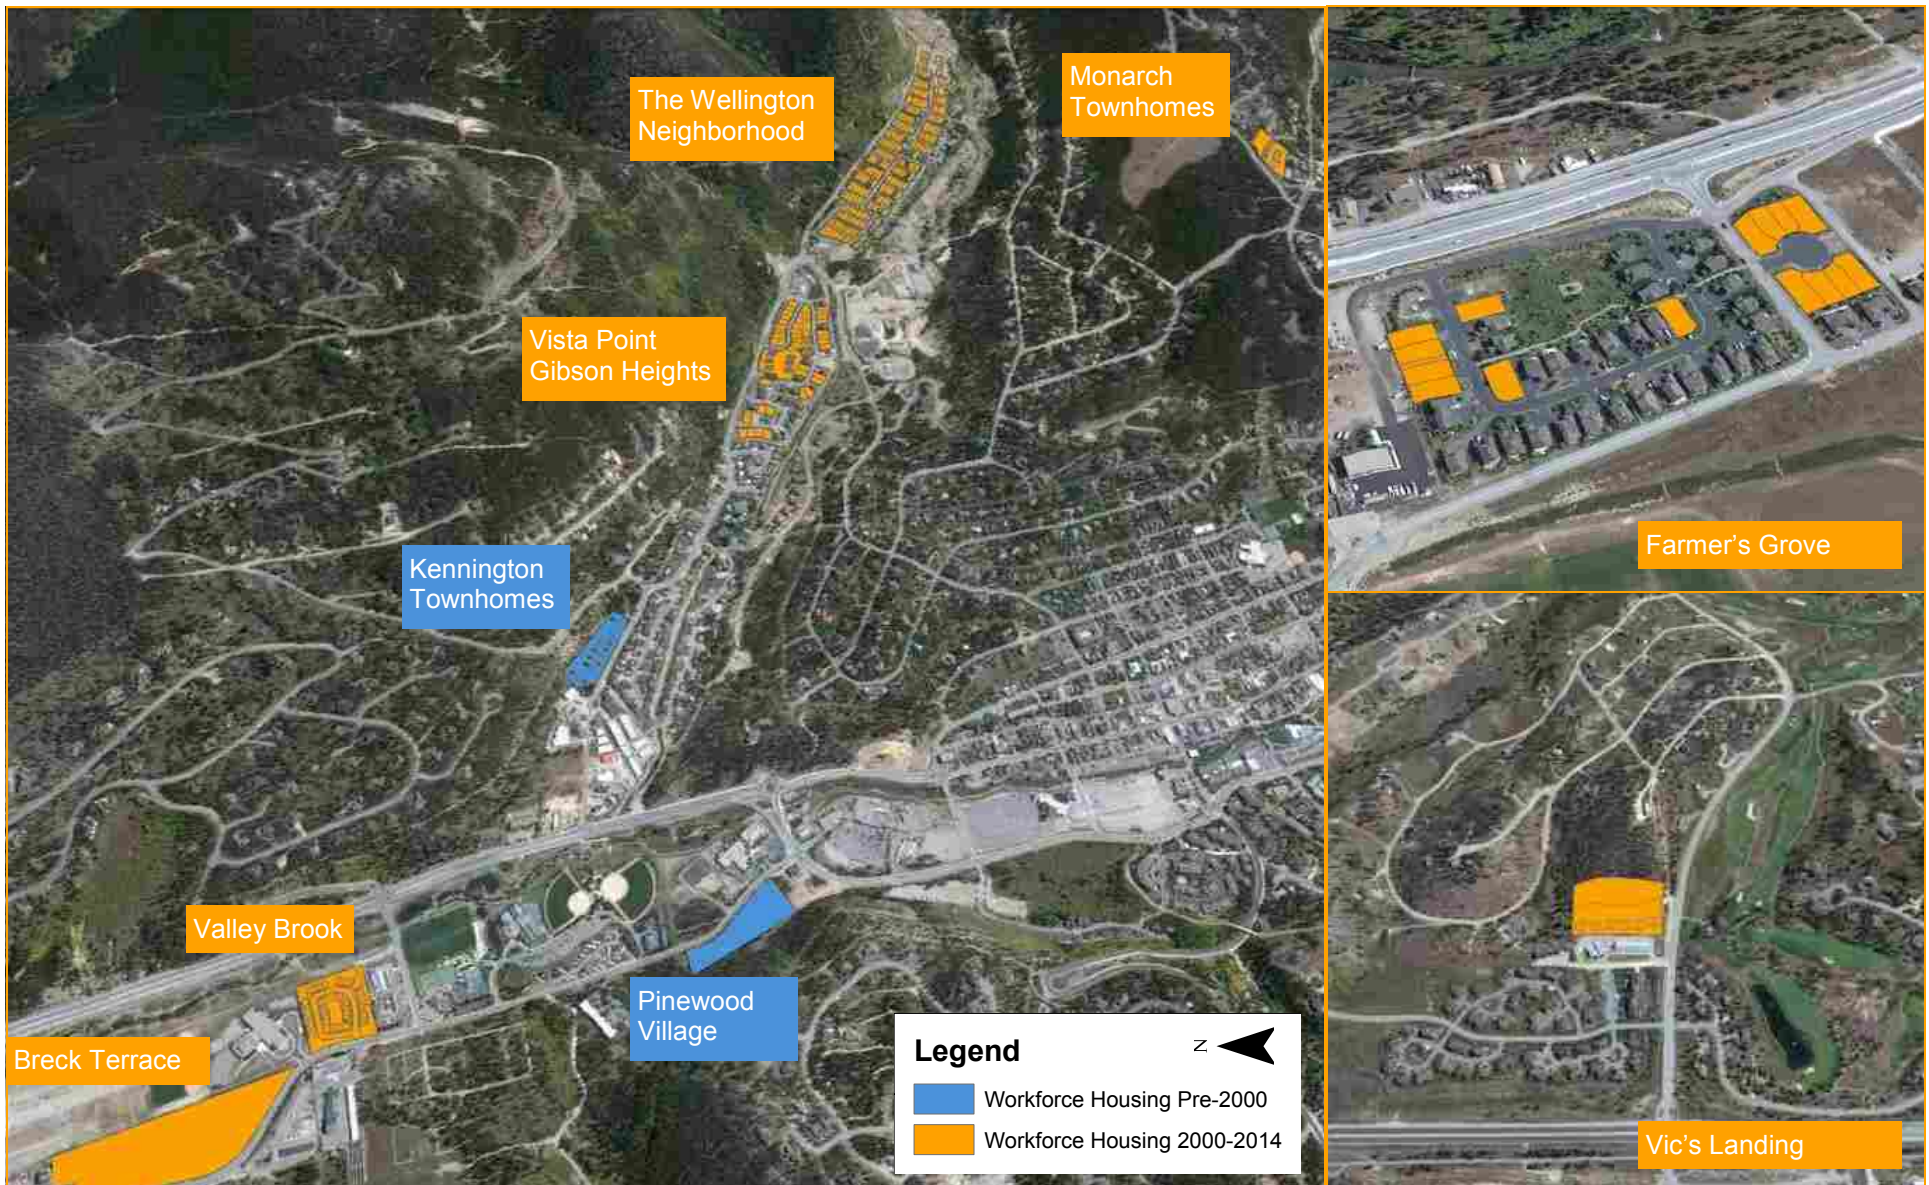 The Wellington
Neighborhood
Monarch
Townhomes
Vista Point
Gibson Heights
Kennington
Townhomes
Valley Brook
Pinewood
Village
Breck Terrace
Legend
N
Workforce Housing Pre-2000
Workforce Housing 2000-2014
Farmer's Grove
Vic's Landing